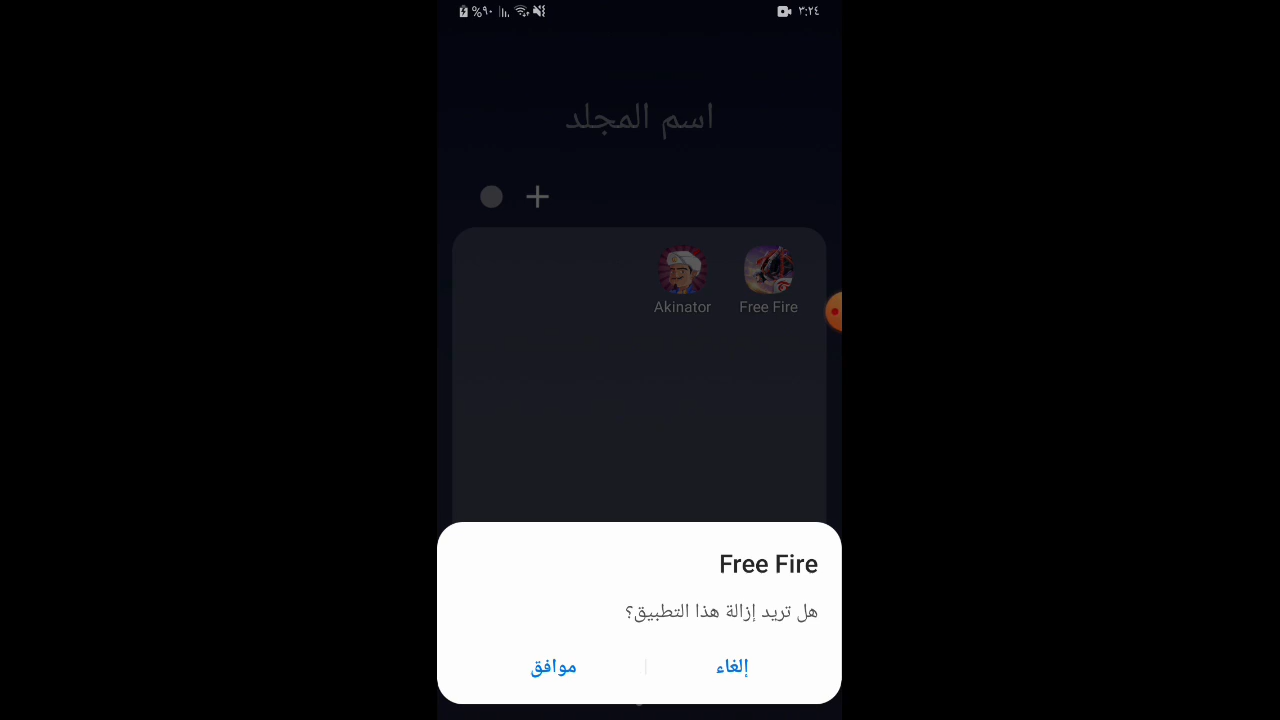 ٣:٢٤
%٩٠
اسم المجلد
Free Fire
Akinator
Free Fire
هل تريد إزالة هذا التطبيق؟
إلغاء
موافق